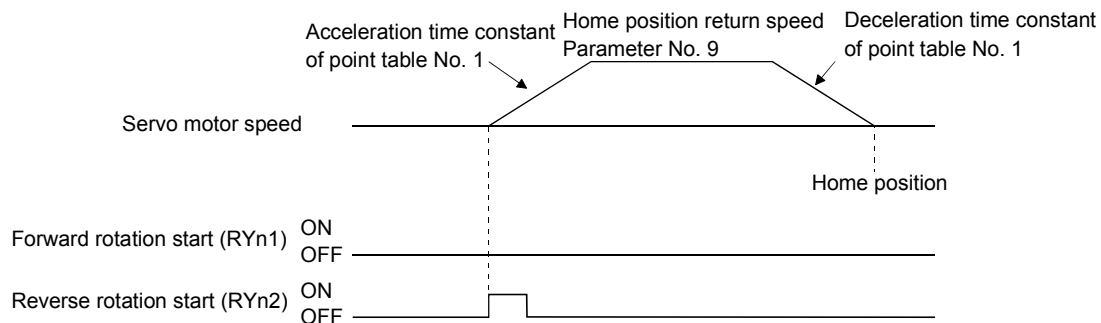 Acceleration time constant
of point table No. 1
Home position return speed
Parameter No. 9
Deceleration time constant
of point table No. 1
Servo motor speed
Home position
Forward rotation start (RYn1)
ON
OFF
Reverse rotation start (RYn2)
ON
OFF